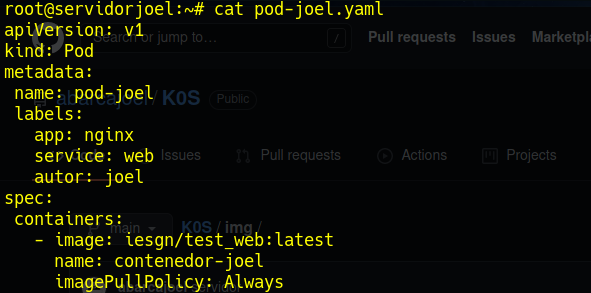 root@servidorjoel:~# cat pod-joel.yaml
apiVersion: v1
Search or jump to…
/
Pull requests
Issues
Marketpla
kind: Pod
metadata:
 name: pod-joel
abarcajoel / K0S
Public
 labels:
   app: nginx
   service: web
Issues
Pull requests
Actions
Projects
   autor: joel
spec:
 containers:
main
K0S / img /
   - image: iesgn/test_web:latest
     name: contenedor-joel
     imagePullPolicy: Always